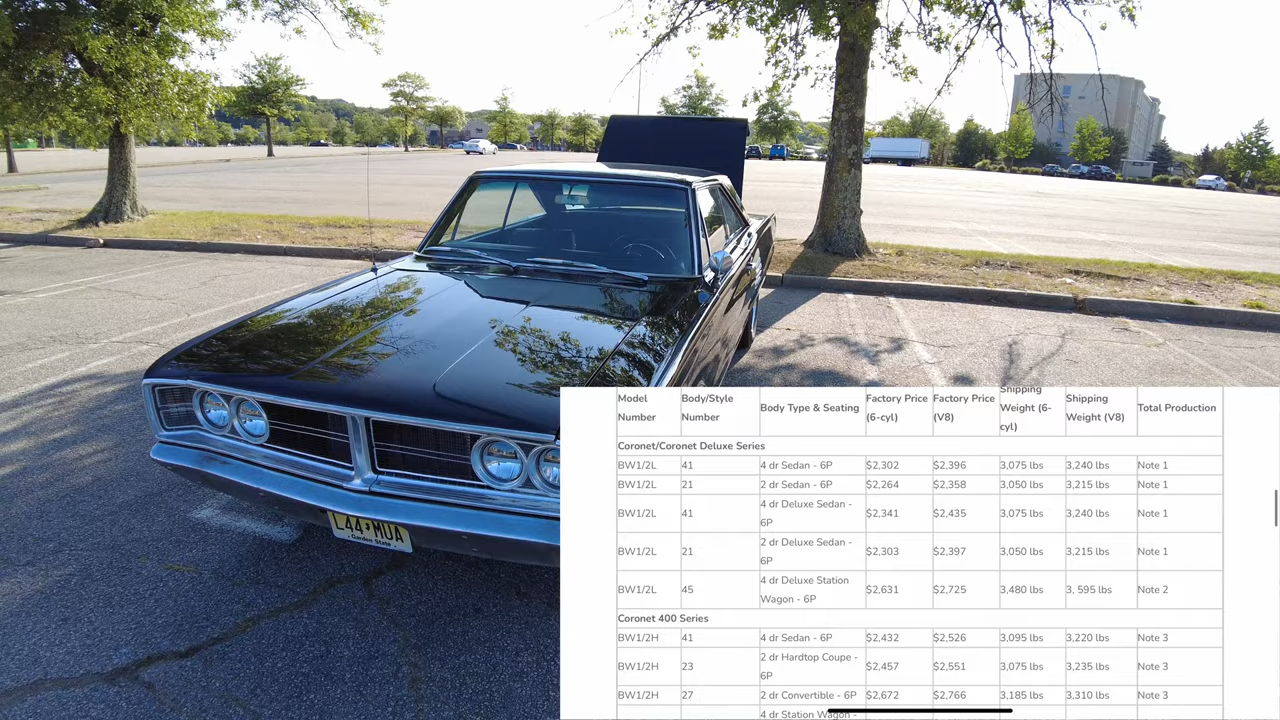 L44 MUA
Garden State
Model Number Body/Style Number Body Type & Seating Factory Price (6-cyl) Factory Price (V8) Shipping Weight (6-cyl) Shipping Weight (V8) Total Production
Coronet/Coronet Deluxe Series
BW1/2L 41 4 dr Sedan - 6P $2,302 $2,396 3,075 lbs 3,240 lbs Note 1
BW1/2L 21 2 dr Sedan - 6P $2,264 $2,358 3,050 lbs 3,215 lbs Note 1
BW1/2L 41 4 dr Deluxe Sedan - 6P $2,341 $2,435 3,075 lbs 3,240 lbs Note 1
BW1/2L 21 2 dr Deluxe Sedan - 6P $2,303 $2,397 3,050 lbs 3,215 lbs Note 1
BW1/2L 45 4 dr Deluxe Station Wagon - 6P $2,631 $2,725 3,480 lbs 3, 595 lbs Note 2
Coronet 400 Series
BW1/2H 41 4 dr Sedan - 6P $2,432 $2,526 3,095 lbs 3,220 lbs Note 3
BW1/2H 23 2 dr Hardtop Coupe - 6P $2,457 $2,551 3,075 lbs 3,235 lbs Note 3
BW1/2H 27 2 dr Convertible - 6P $2,672 $2,766 3,185 lbs 3,310 lbs Note 3
4 dr Station Wagon -